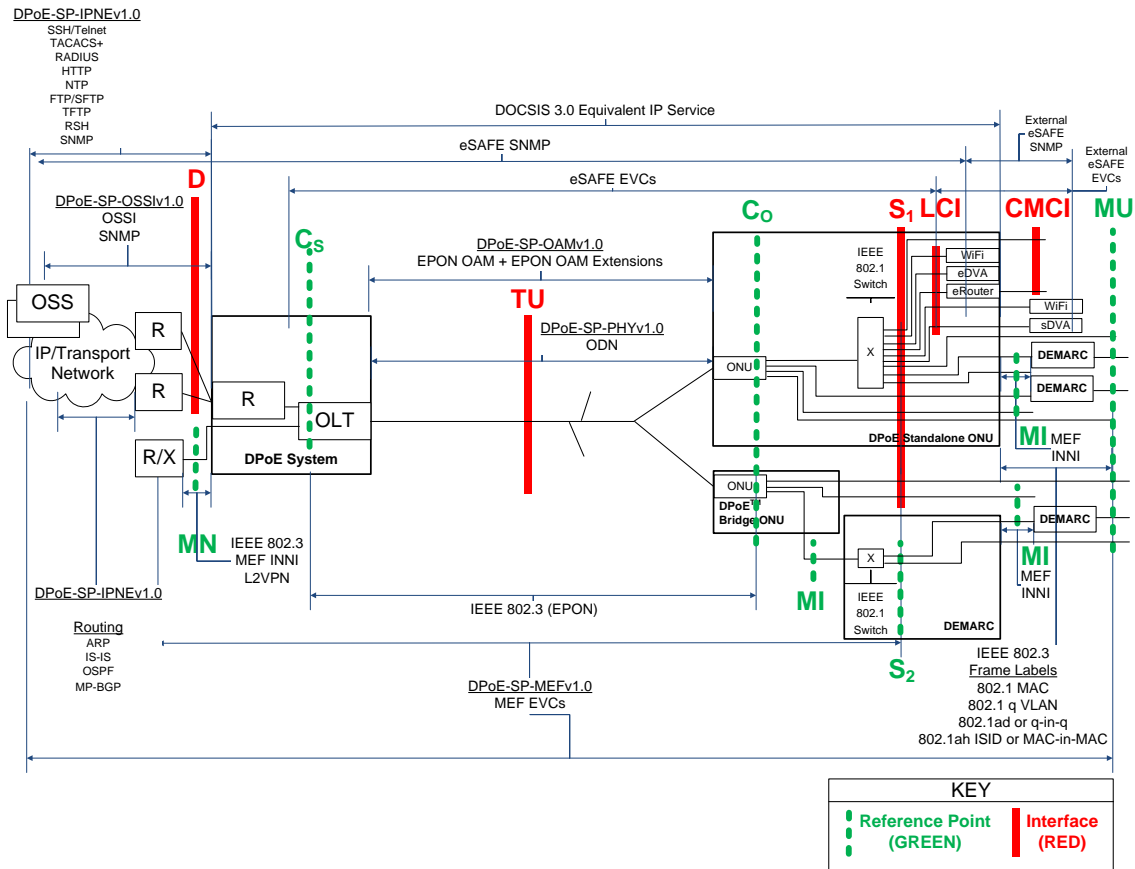 DPoE-SP-IPNEv1.0
SSH/Telnet
TACACS+
RADIUS
HTTP
NTP
FTP/SFTP
TFTP
RSH
SNMP
DOCSIS 3.0 Equivalent IP Service
External
eSAFE
SNMP
eSAFE SNMP
External
eSAFE
EVCs
eSAFE EVCs
D
DPoE-SP-OSSIv1.0
OSSI
SNMP
CS
DPoE-SP-OAMv1.0
EPON OAM + EPON OAM Extensions
CO
S1
LCI
CMCI
MU
IEEE
802.1
Switch
WiFi
eDVA
eRouter
WiFi
sDVA
TU
DPoE-SP-PHYv1.0
ODN
OSS
IP/Transport
Network
R
R
R
OLT
DPoE System
R/X
ONU
X
DEMARC
DEMARC
DPoE Standalone ONU
MI
MEF
INNI
ONU
DPoE™
Bridge ONU
DEMARC
MN
IEEE 802.3
MEF INNI
L2VPN
MI
X
IEEE
802.1
Switch
DEMARC
MI
MEF
INNI
DPoE-SP-IPNEv1.0
IEEE 802.3 (EPON)
Routing
ARP
IS-IS
OSPF
MP-BGP
S2
DPoE-SP-MEFv1.0
MEF EVCs
IEEE 802.3
Frame Labels
802.1 MAC
802.1 q VLAN
802.1ad or q-in-q
802.1ah ISID or MAC-in-MAC
KEY
Reference Point
(GREEN)
Interface
(RED)